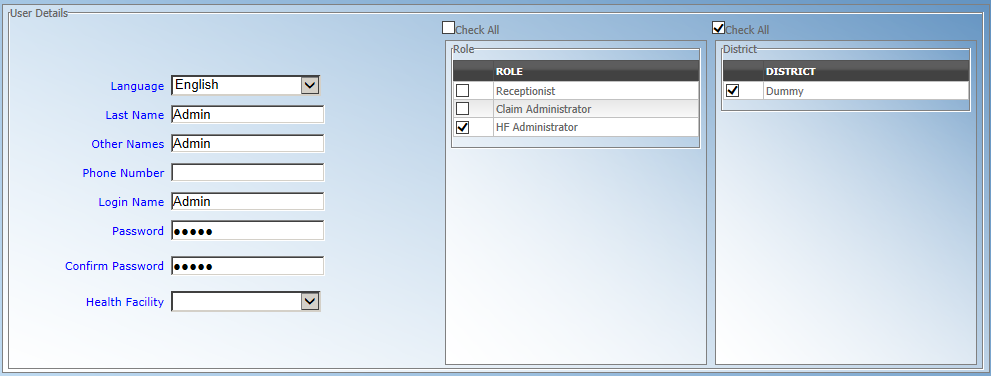 User Details
Language English
Last Name Admin
Other Names Admin
Phone Number
Login Name Admin
Password ●●●●●
Confirm Password ●●●●●
Health Facility
Check All
Role
ROLE
Receptionist
Claim Administrator
HF Administrator
Check All
District
DISTRICT
Dummy